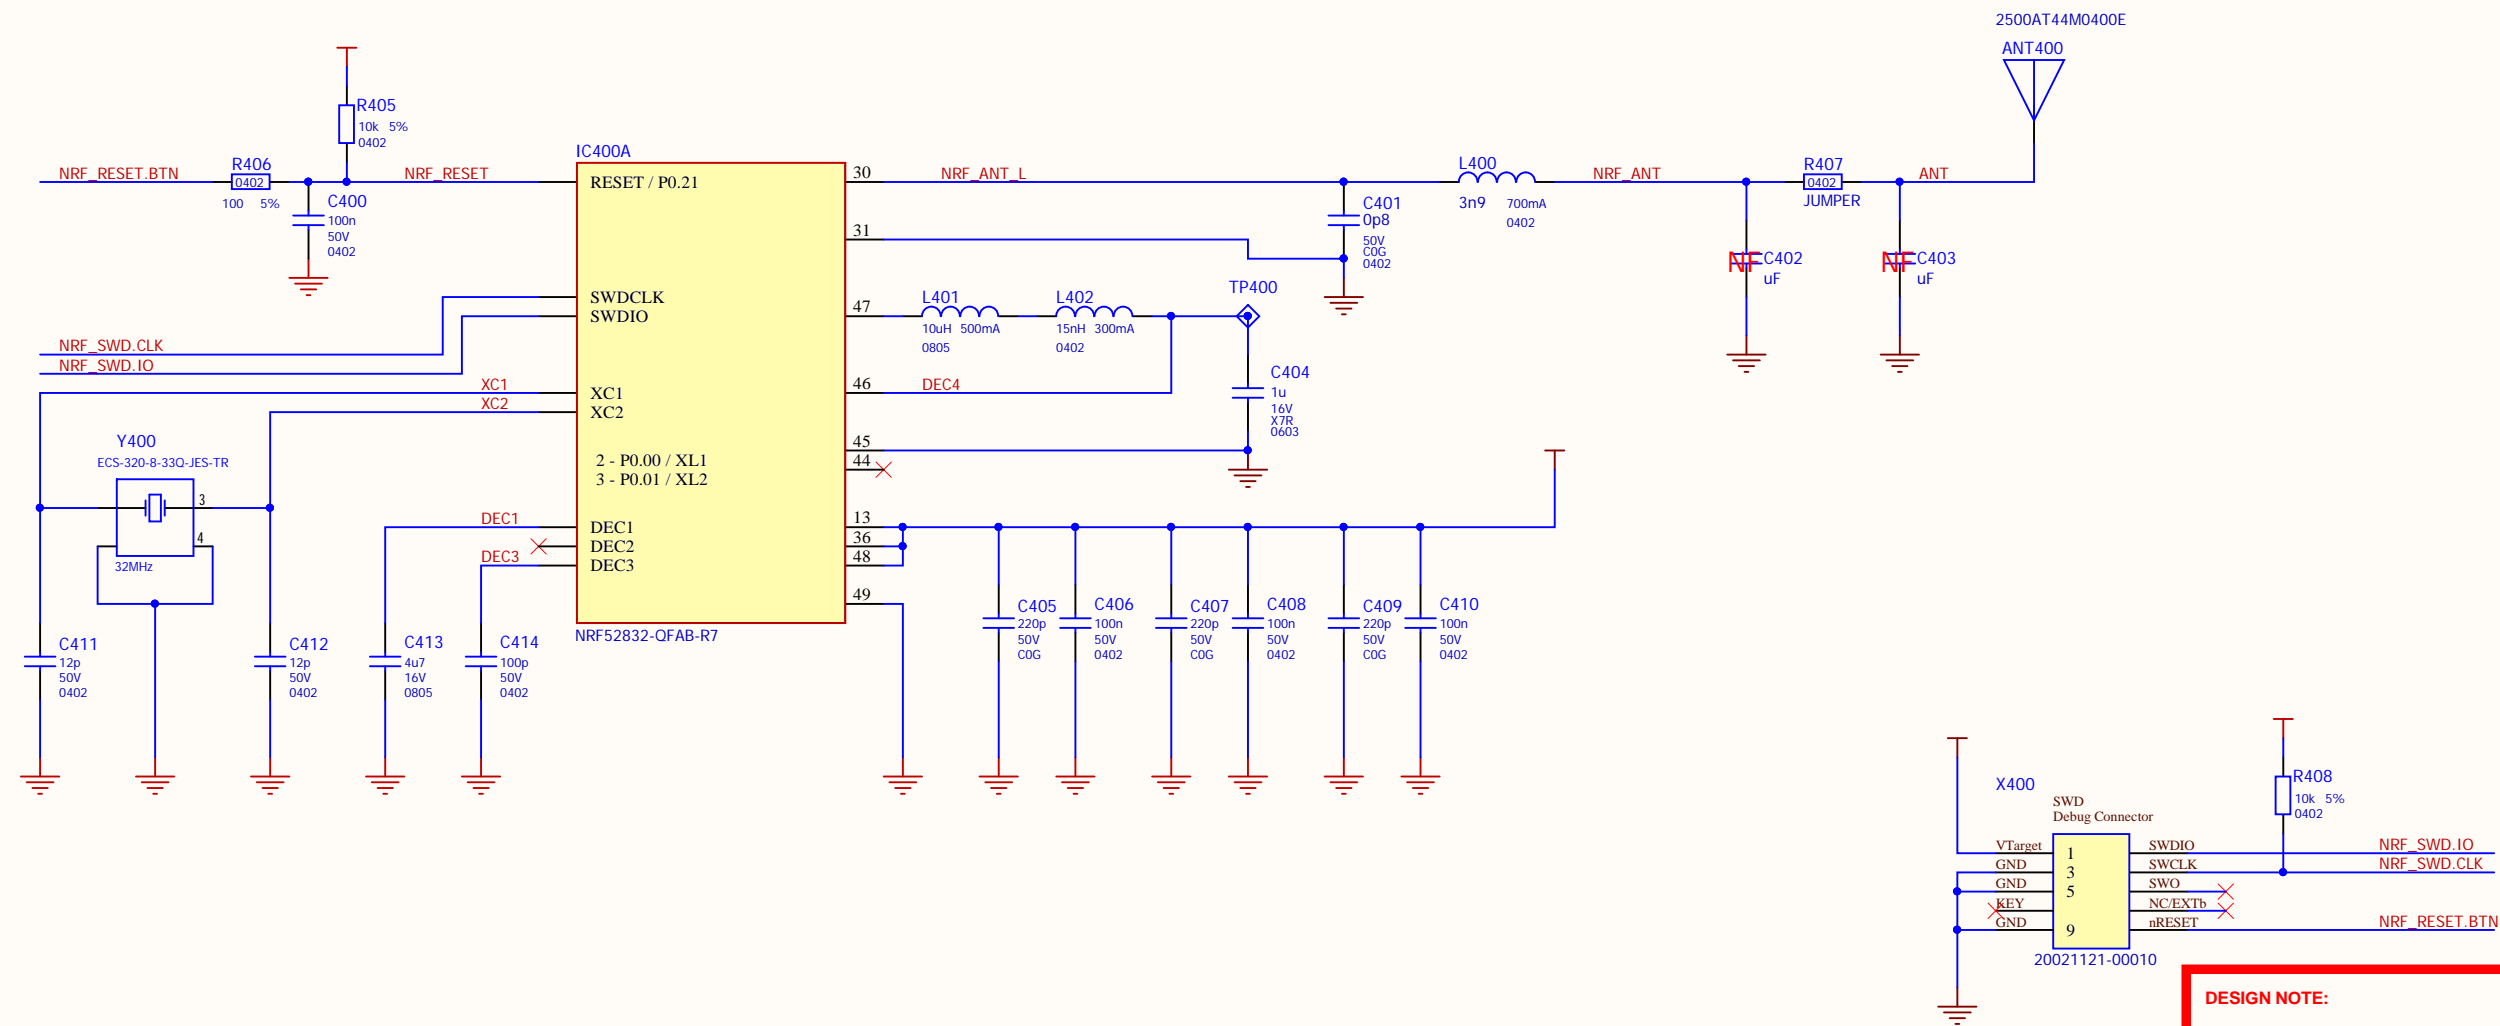 2500AT44M0400E
ANT400
R405
10k 5%
0402
NRF_RESET.BTN
R406
0402
100 5%
NRF_RESET
C400
100n
50V
0402
IC400A
RESET / P0.21
SWDCLK
SWDIO
XC1
XC2
2 - P0.00 / XL1
3 - P0.01 / XL2
DEC1
DEC2
DEC3
NRF52832-QFAB-R7
30
31
47
46
45
44
13
36
48
49
NRF_ANT_L
C401
0p8
50V
C0G
0402
L400
3n9 700mA
0402
NRF_ANT
R407
0402
JUMPER
ANT
NF
C402
uF
NF
C403
uF
L401
10uH 500mA
0805
L402
15nH 300mA
0402
TP400
DEC4
C404
1u
16V
X7R
0603
NRF_SWD.CLK
NRF_SWD.IO
XC1
XC2
Y400
ECS-320-8-33Q-JES-TR
3
4
32MHz
DEC1
DEC3
C411
12p
50V
0402
C412
12p
50V
0402
C413
4u7
16V
0805
C414
100p
50V
0402
C405
220p
50V
C0G
C406
100n
50V
0402
C407
220p
50V
C0G
C408
100n
50V
0402
C409
220p
50V
C0G
C410
100n
50V
0402
X400
SWD
Debug Connector
R408
10k 5%
0402
VTarget 1 SWDIO NRF_SWD.IO
GND 3 SWCLK NRF_SWD.CLK
GND 5 SWO
KEY NC/EXTb
GND 9 nRESET NRF_RESET.BTN
20021121-00010
DESIGN NOTE: